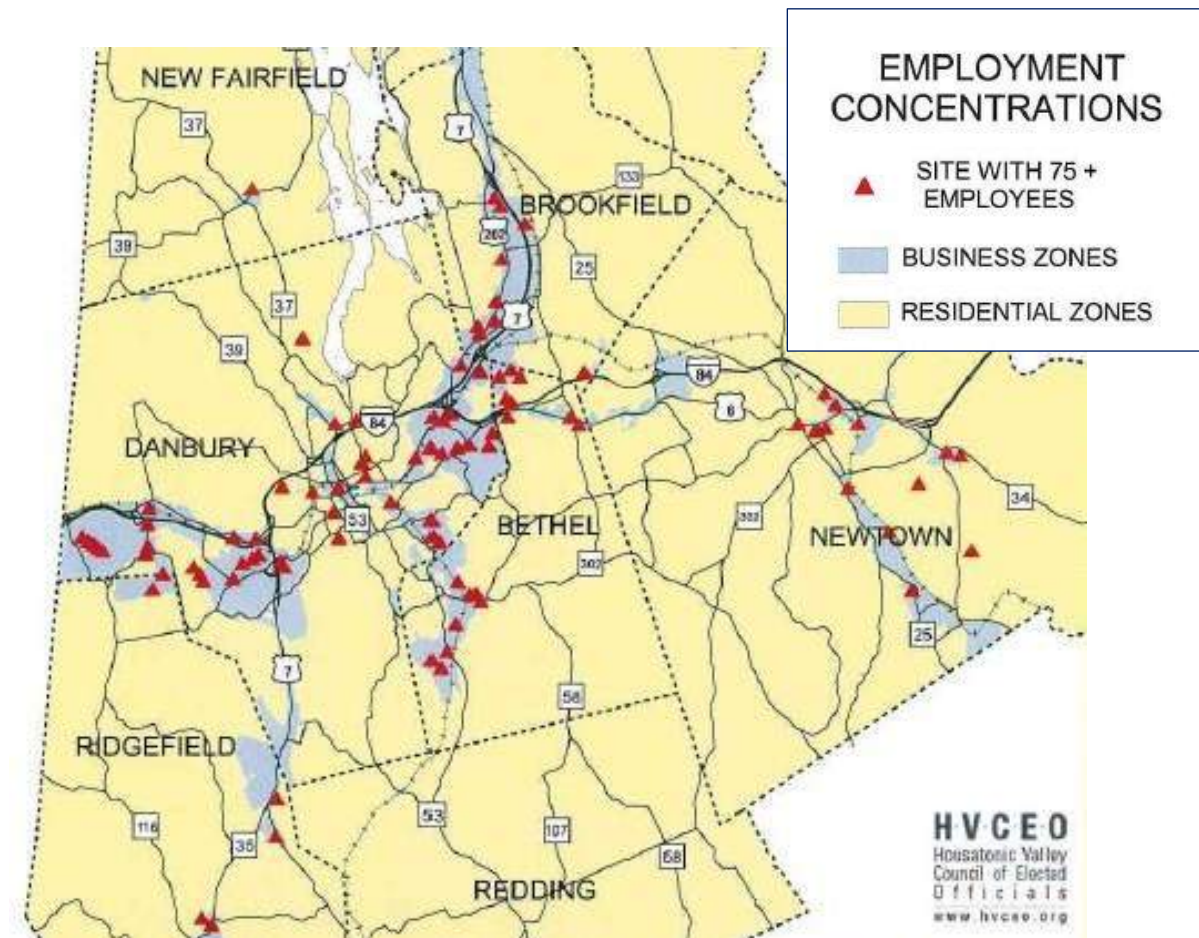 EMPLOYMENT
CONCENTRATIONS
SITE WITH 75 +
EMPLOYEES
BUSINESS ZONES
RESIDENTIAL ZONES
NEW FAIRFIELD
37
7
133
BROOKFIELD
202
39
25
37
7
39
84
6
84
DANBURY
53
BETHEL
302
NEWTOWN
34
302
25
7
58
RIDGEFIELD
116
35
53
107
58
REDDING
HVCEO
Housatonic Valley
Council of Elected
Officials
www.hvceo.org